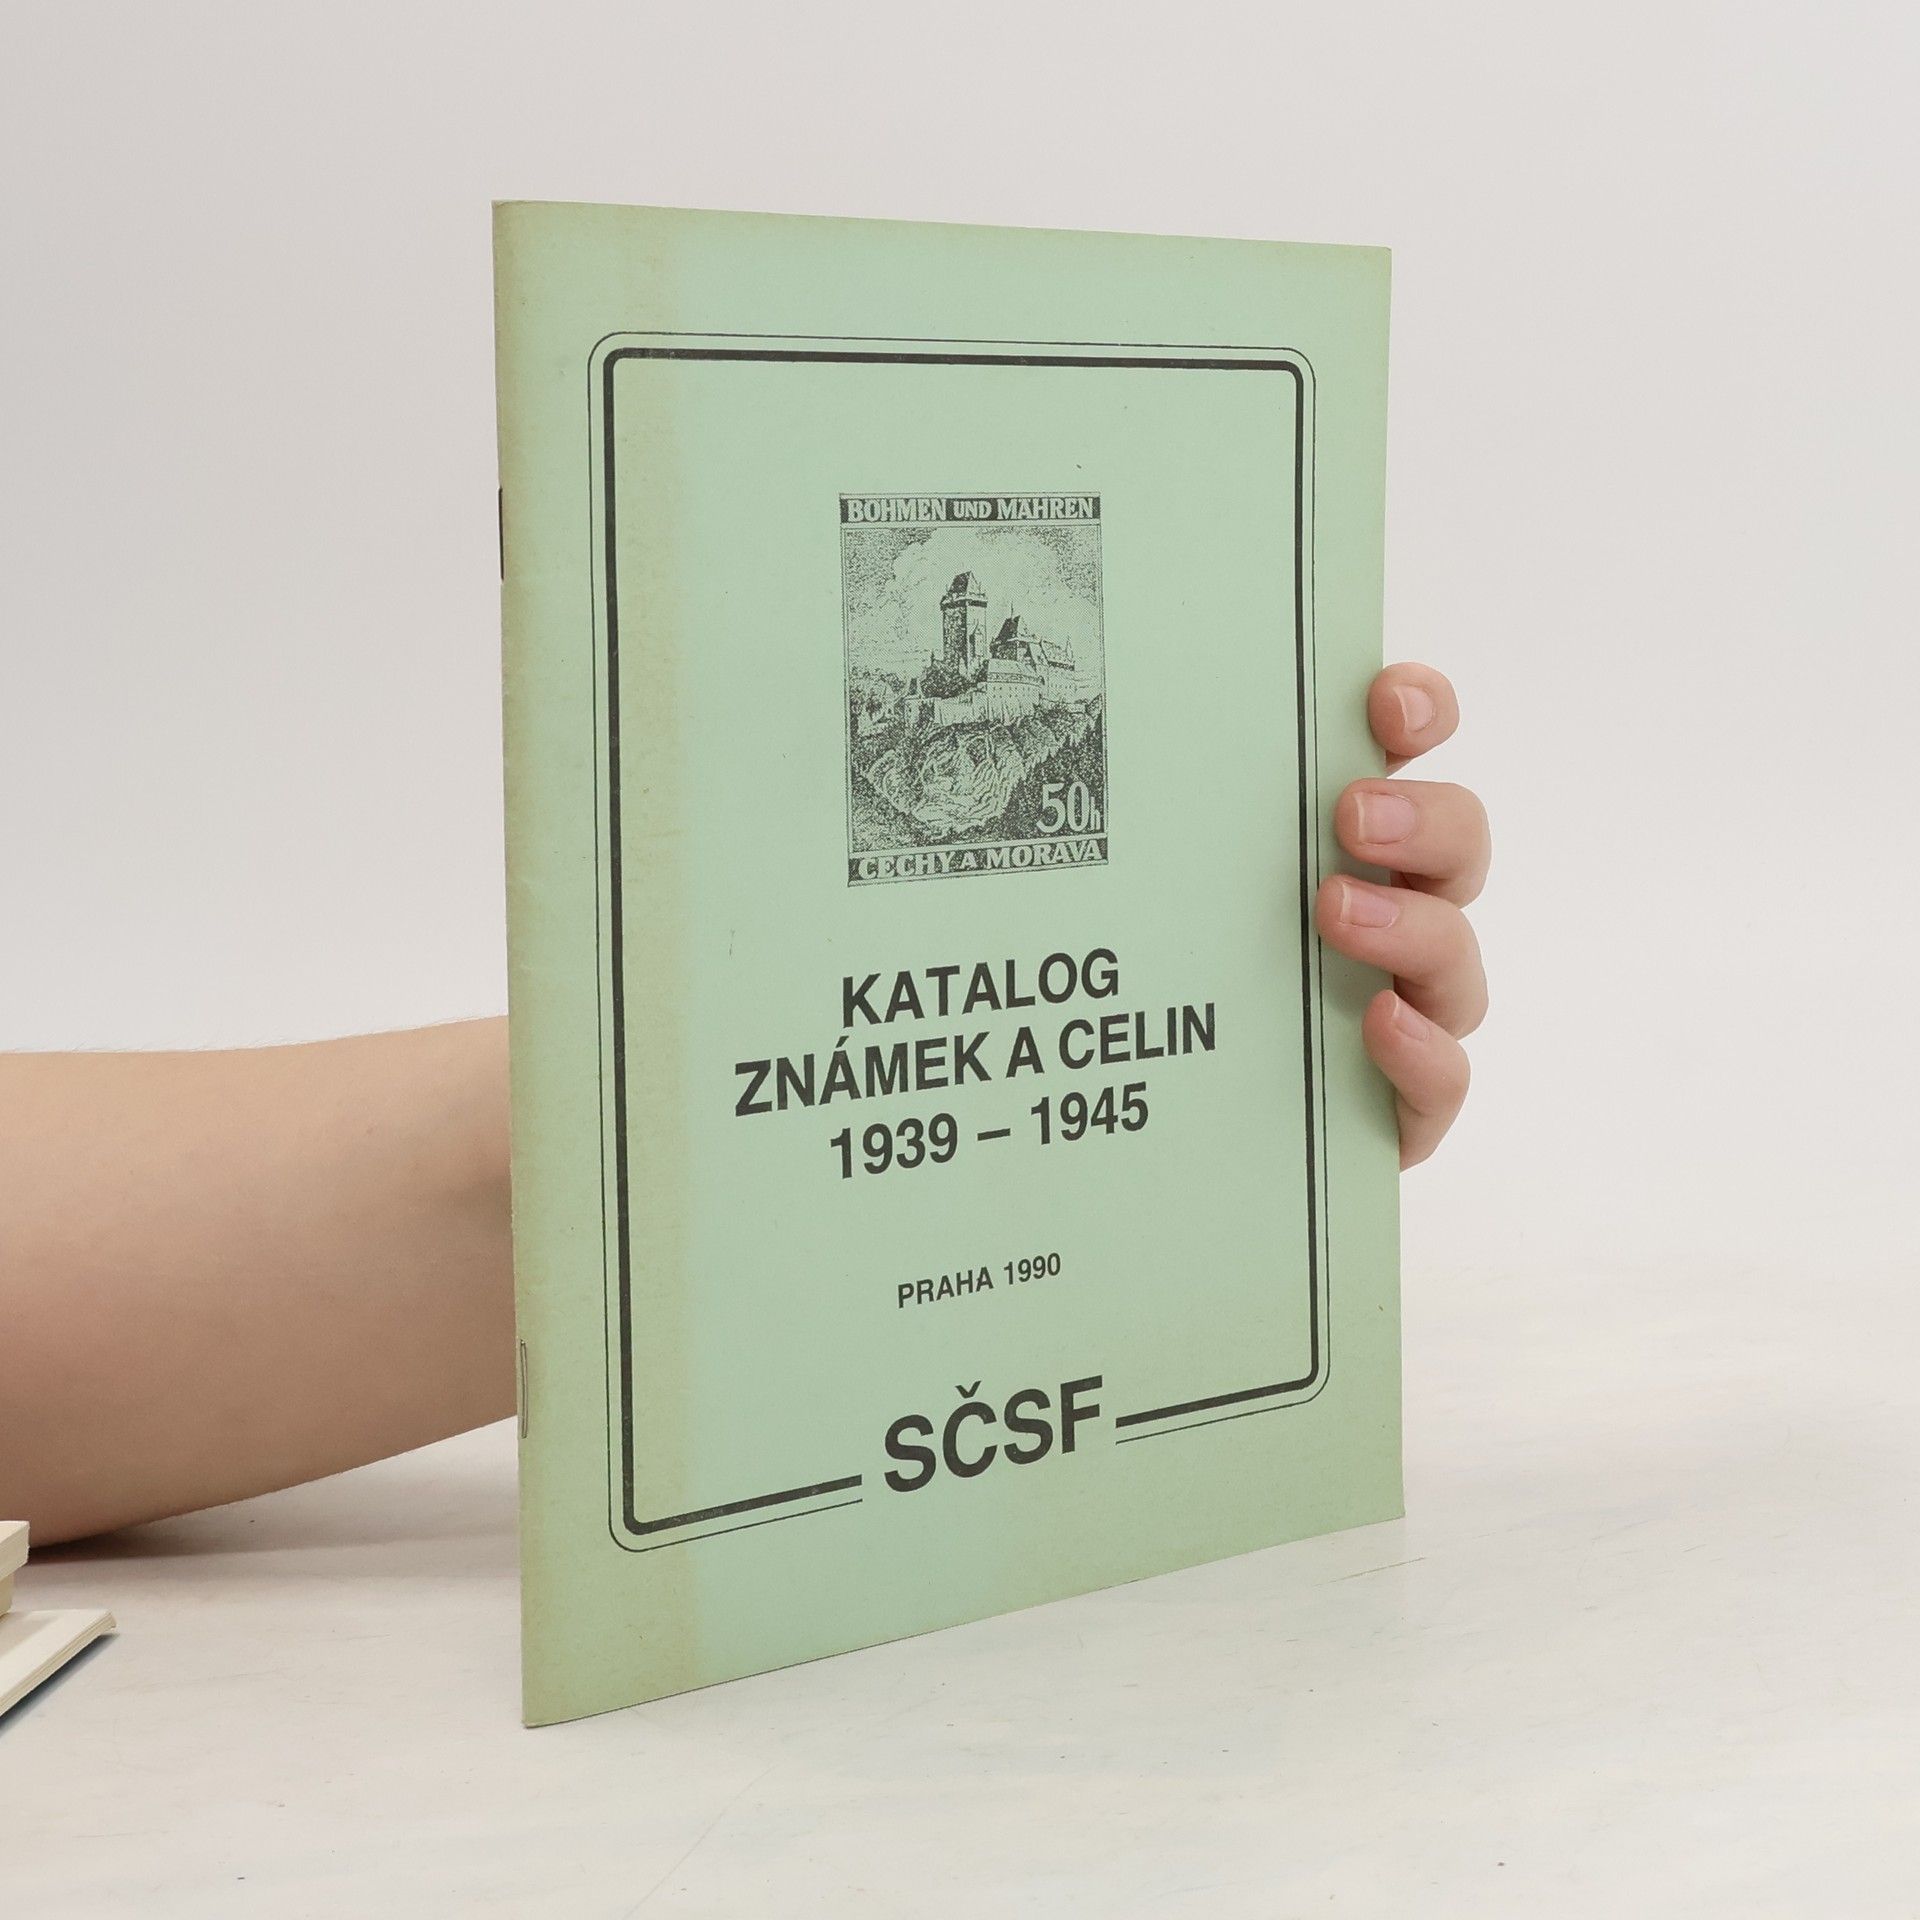 BÖHMEN UND MÄHREN
50h
ČECHY A MORAVA
KATALOG
ZNÁMEK A CELIN
1939 – 1945
PRAHA 1990
SČSF